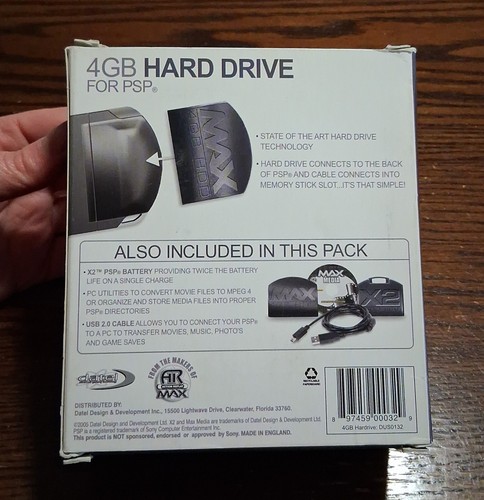 4GB HARD DRIVE
FOR PSP®
MAX
• STATE OF THE ART HARD DRIVE
TECHNOLOGY
• HARD DRIVE CONNECTS TO THE BACK
OF PSP® AND CABLE CONNECTS INTO
MEMORY STICK SLOT...IT'S THAT SIMPLE!
ALSO INCLUDED IN THIS PACK
• X2™ PSP® BATTERY PROVIDING TWICE THE BATTERY
LIFE ON A SINGLE CHARGE
• PC UTILITIES TO CONVERT MOVIE FILES TO MPEG 4
OR ORGANIZE AND STORE MEDIA FILES INTO PROPER
PSP® DIRECTORIES
• USB 2.0 CABLE ALLOWS YOU TO CONNECT YOUR PSP®
TO A PC TO TRANSFER MOVIES, MUSIC, PHOTO'S
AND GAME SAVES
MAX
MAX
MEDIA
X2
datel
FROM THE MAKERS OF
AR
MAX
DISTRIBUTED BY:
Datel Design & Development Inc., 15500 Lightwave Drive, Clearwater, Florida 33760.
©2005 Datel Design and Development Ltd. X2 and Max Media are trademarks of Datel Design & Development Ltd.
PSP is a registered trademark of Sony Computer Entertainment Inc.
This product is NOT sponsored, endorsed or approved by Sony. MADE IN ENGLAND.
8 97459 00032 9
4GB Hardrive: DUS0132